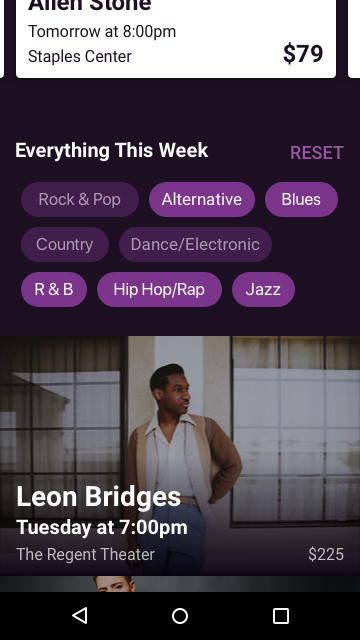 Allen Stone
Tomorrow at 8:00pm
Staples Center
$79
Everything This Week
RESET
Rock & Pop
Alternative
Blues
Country
Dance/Electronic
R & B
Hip Hop/Rap
Jazz
Leon Bridges
Tuesday at 7:00pm
The Regent Theater
$225